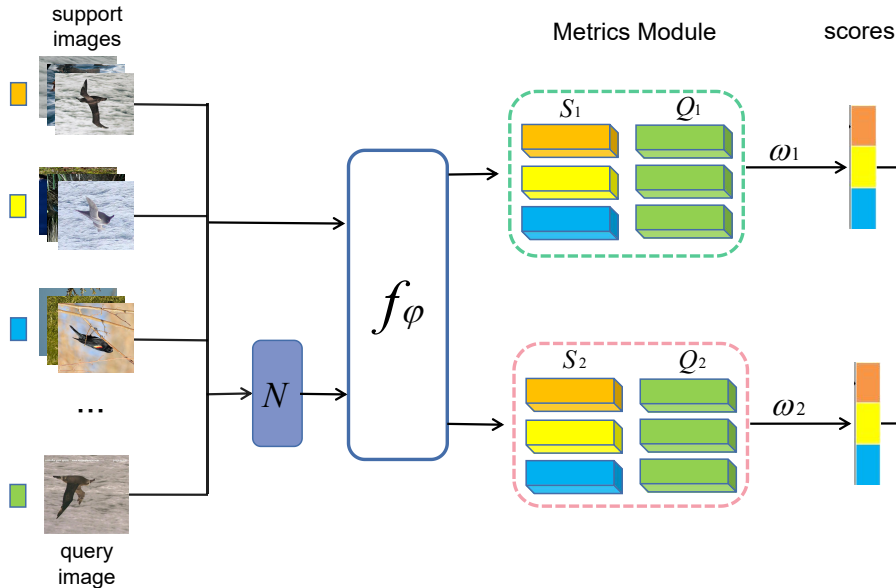 support
images
Metrics Module
scores
S1
Q1
ω1
fφ
N
S2
Q2
ω2
...
query
image